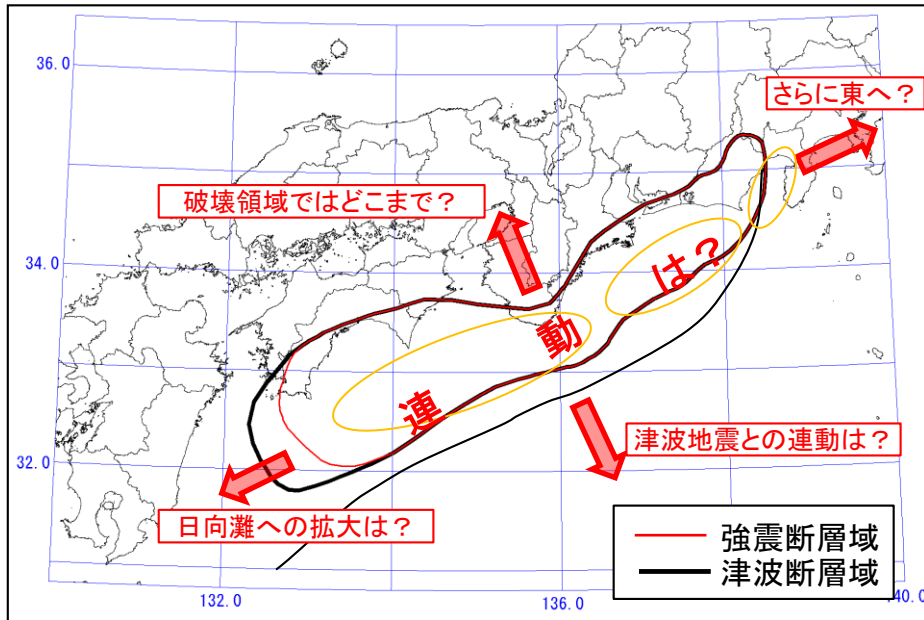 36.0
さらに東へ？
破壊領域ではどこまで？
34.0
は？
動
連
津波地震との連動は？
32.0
日向灘への拡大は？
強震断層域
津波断層域
132.0
136.0
40.0